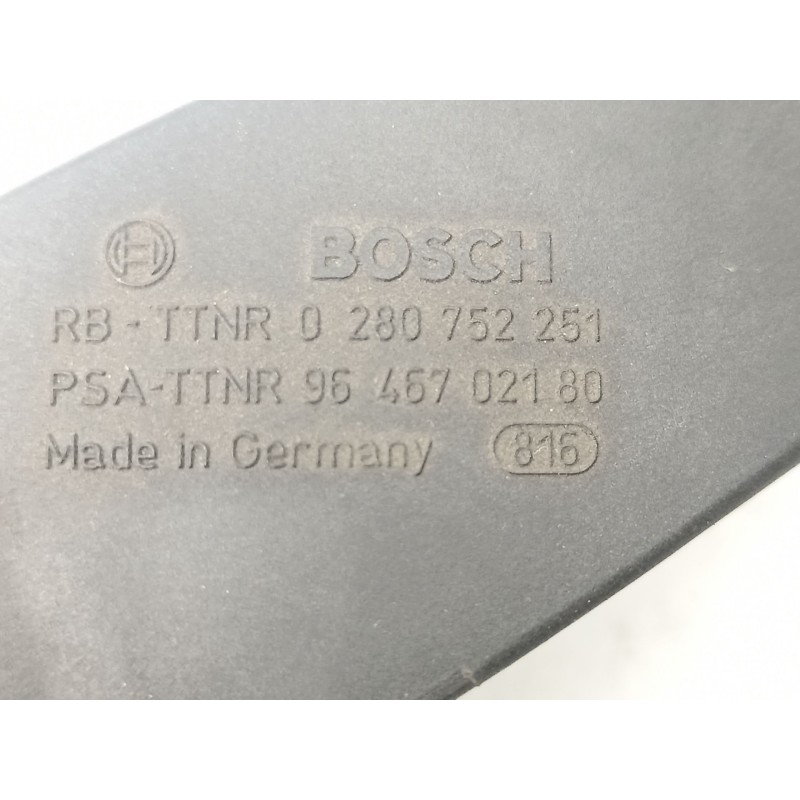 BOSCH
RB - TTNR 0 280 752 251
PSA-TTNR 96 467 021 80
Made in Germany 816